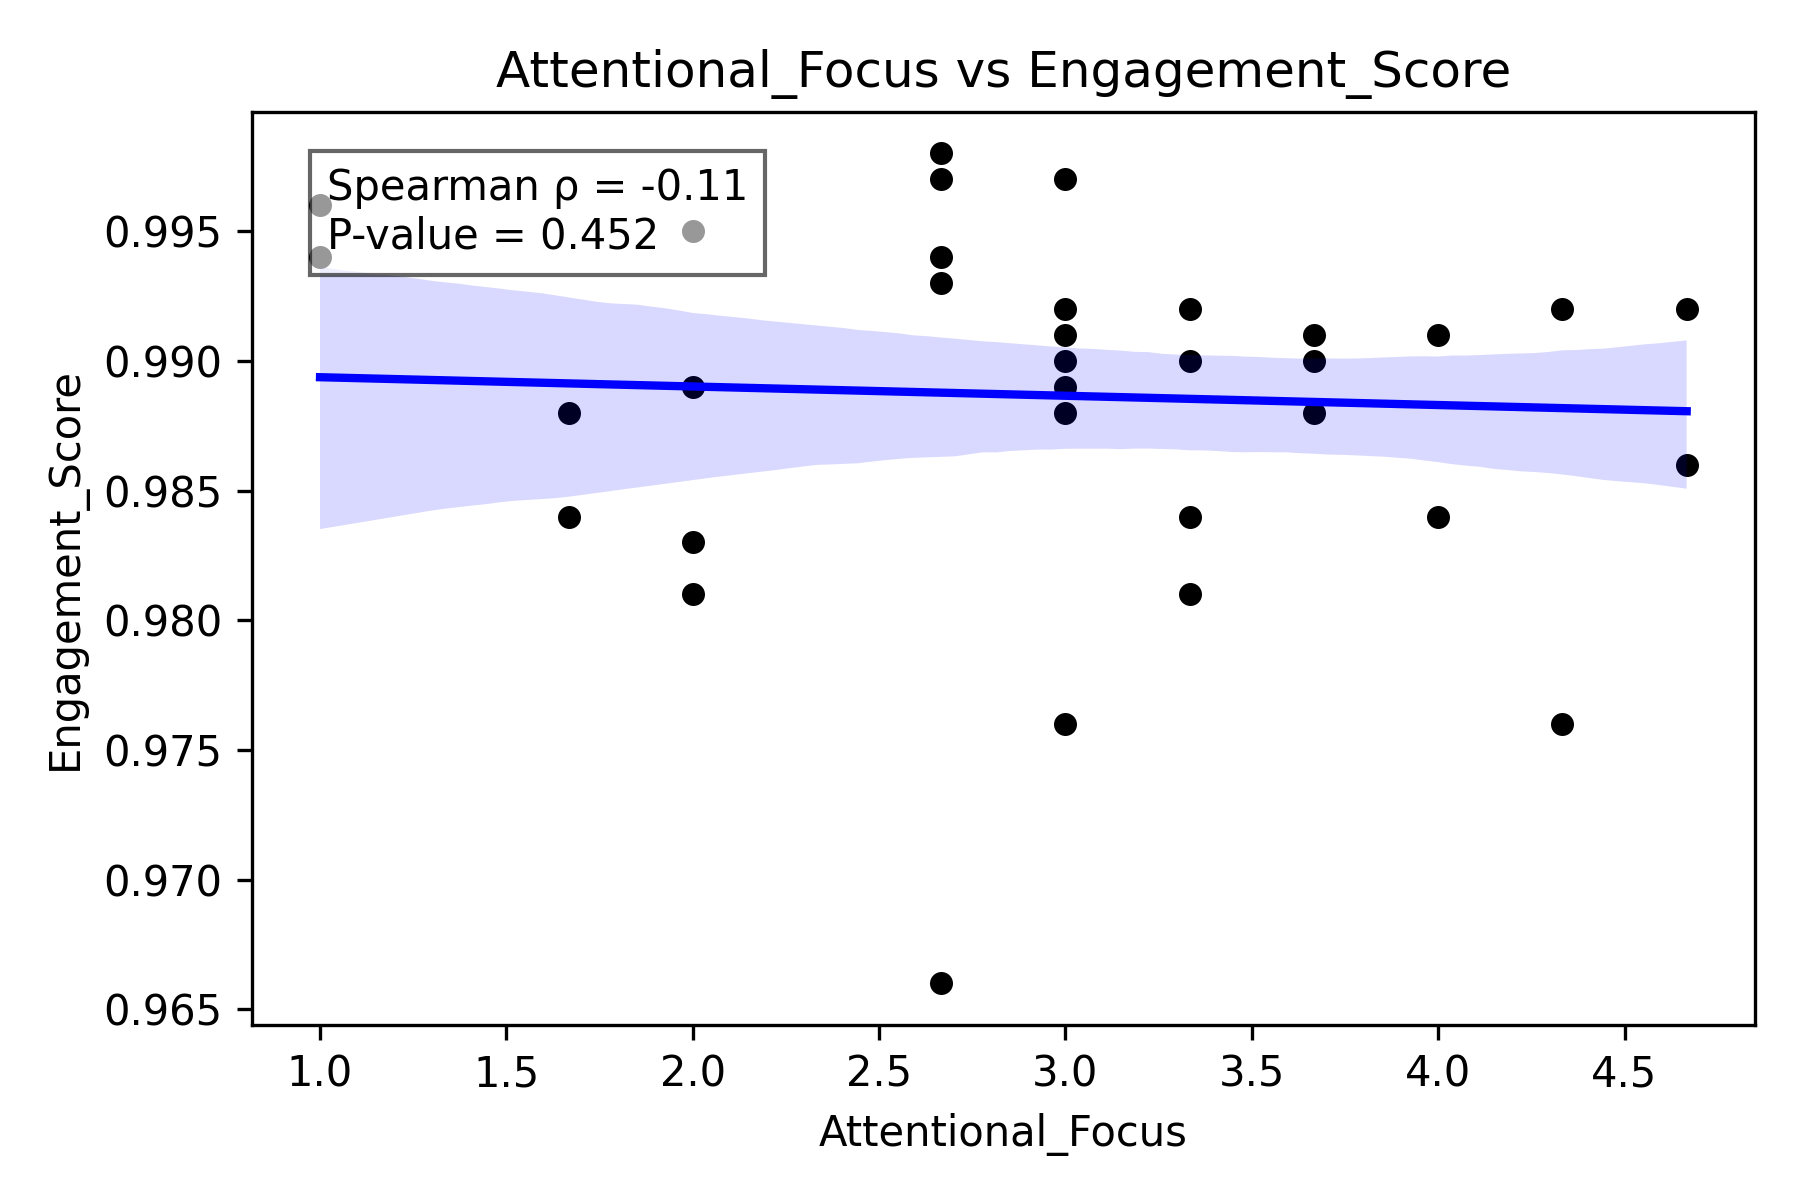 Attentional_Focus vs Engagement_Score
Spearman ρ = -0.11
P-value = 0.452
Engagement_Score
0.995
0.990
0.985
0.980
0.975
0.970
0.965
1.0 1.5 2.0 2.5 3.0 3.5 4.0 4.5
Attentional_Focus